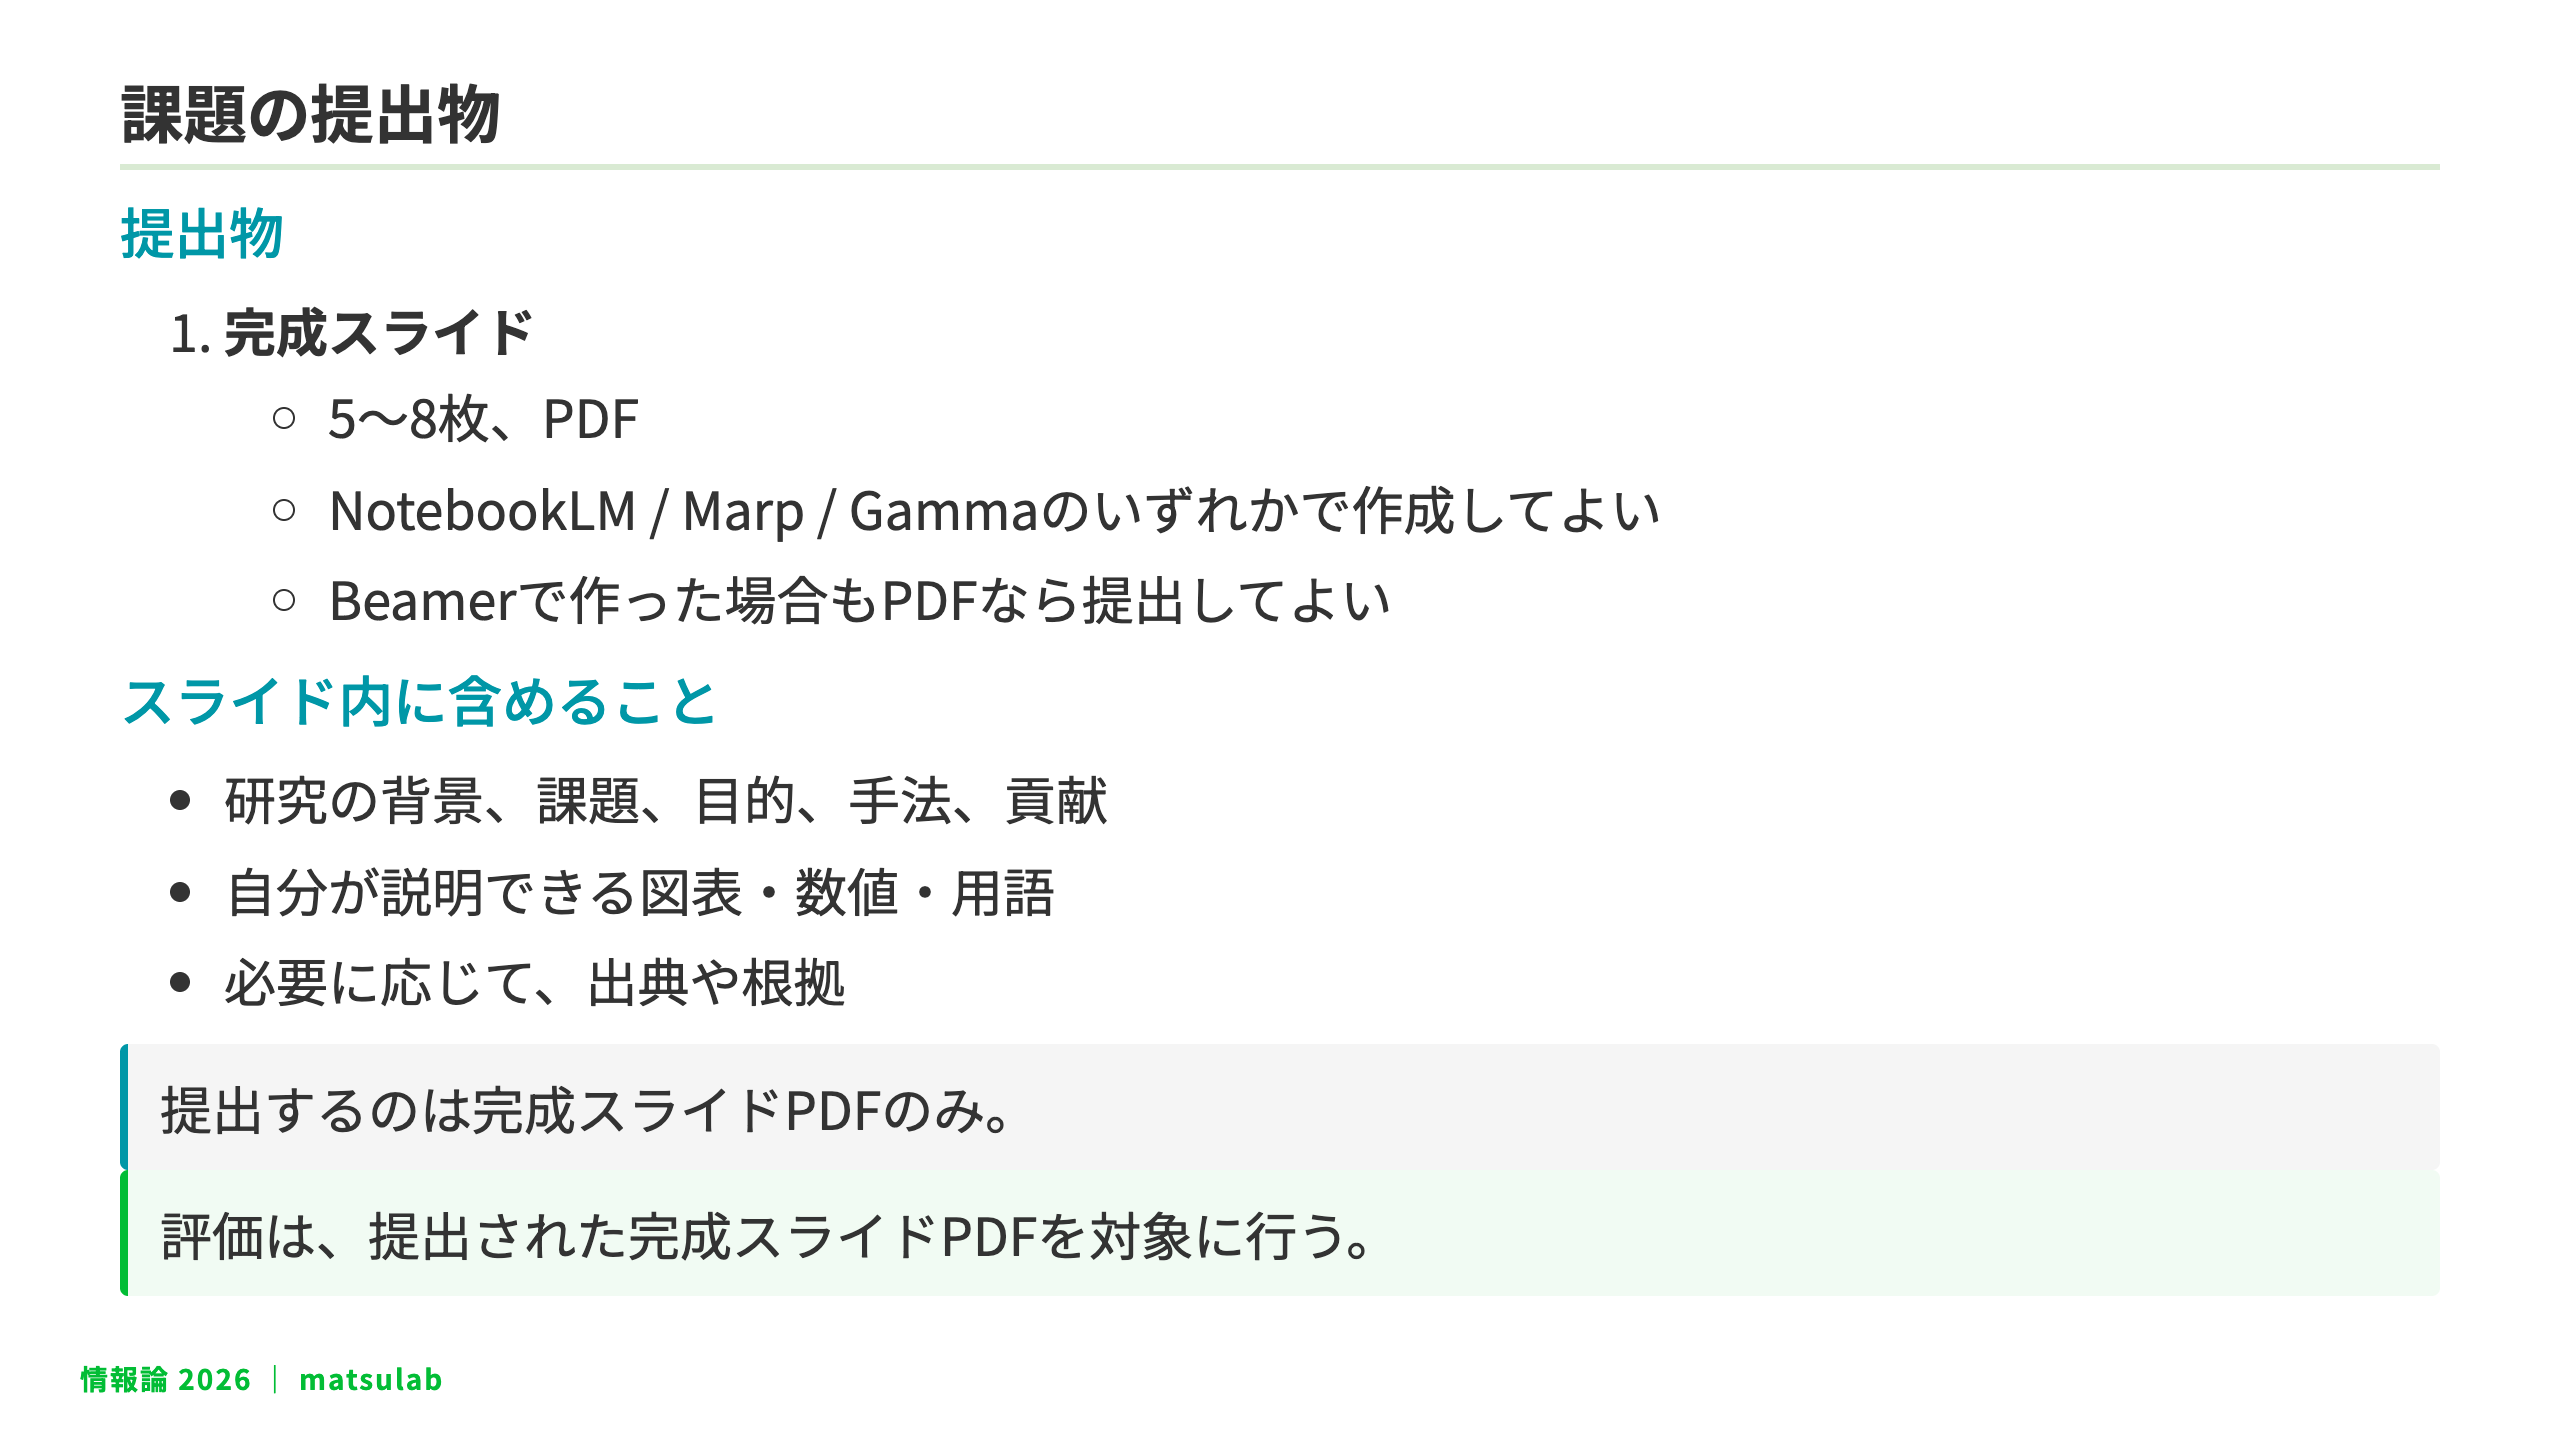 課題の提出物
提出物
1. 完成スライド
○ 5〜8枚、PDF
○ NotebookLM / Marp / Gammaのいずれかで作成してよい
○ Beamerで作った場合もPDFなら提出してよい
スライド内に含めること
• 研究の背景、課題、目的、手法、貢献
• 自分が説明できる図表・数値・用語
• 必要に応じて、出典や根拠
提出するのは完成スライドPDFのみ。
評価は、提出された完成スライドPDFを対象に行う。
情報論 2026 | matsulab